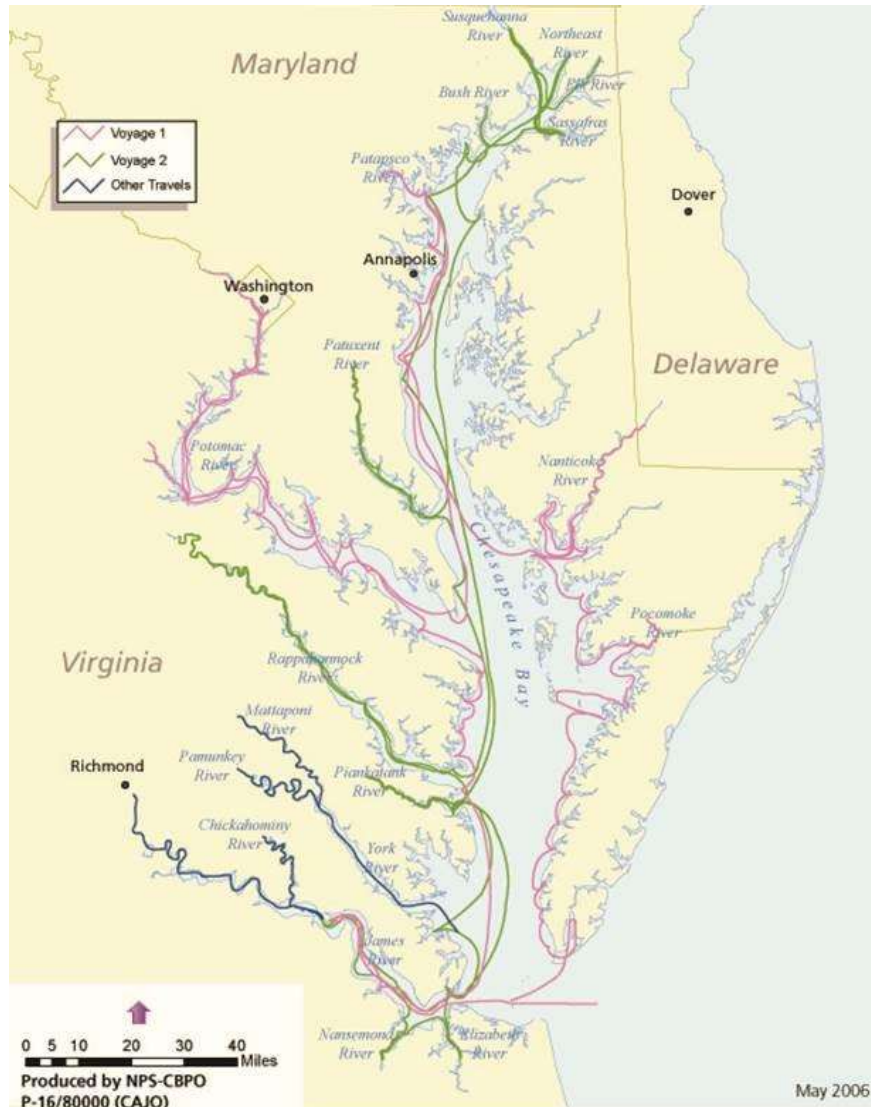 Susquehanna
River
Northeast
River
Maryland
Bush River
Elk River
Sassafras
River
Voyage 1
Voyage 2
Other Travels
Patapsco
River
Dover
Annapolis
Washington
Patuxent
River
Delaware
Potomac
River
Nanticoke
River
Chesapeake Bay
Pocomoke
River
Virginia
Rappahannock
River
Mattaponi
River
Pamunkey
River
Richmond
Piankatank
River
Chickahominy
River
York
River
James
River
Nansemond
River
Elizabeth
River
0 5 10 20 30 40
Miles
Produced by NPS-CBPO
P-16/80000 (CAJO)
May 2006